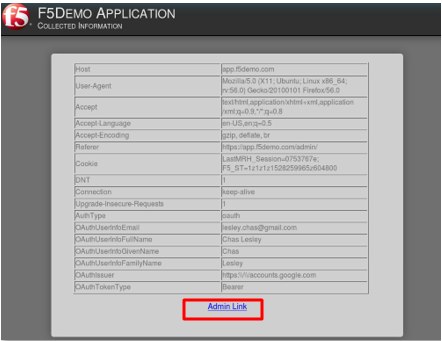 f5 F5DEMO APPLICATION
COLLECTED INFORMATION
Host app.f5demo.com
User-Agent Mozilla/5.0 (X11; Ubuntu; Linux x86_64;
rv:56.0) Gecko/20100101 Firefox/56.0
Accept text/html,application/xhtml+xml,application
/xml;q=0.9,*/*;q=0.8
Accept-Language en-US,en;q=0.5
Accept-Encoding gzip, deflate, br
Referer https://app.f5demo.com/admin/
Cookie LastMRH_Session=0753767e;
F5_ST=1z1z1z1528259965z604800
DNT 1
Connection keep-alive
Upgrade-Insecure-Requests 1
AuthType oauth
OAuthUserInfoEmail lesley.chas@gmail.com
OAuthUserInfoFullName Chas Lesley
OAuthUserInfoGivenName Chas
OAuthUserInfoFamilyName Lesley
OAuthIssuer https:\/\/accounts.google.com
OAuthTokenType Bearer
Admin Link